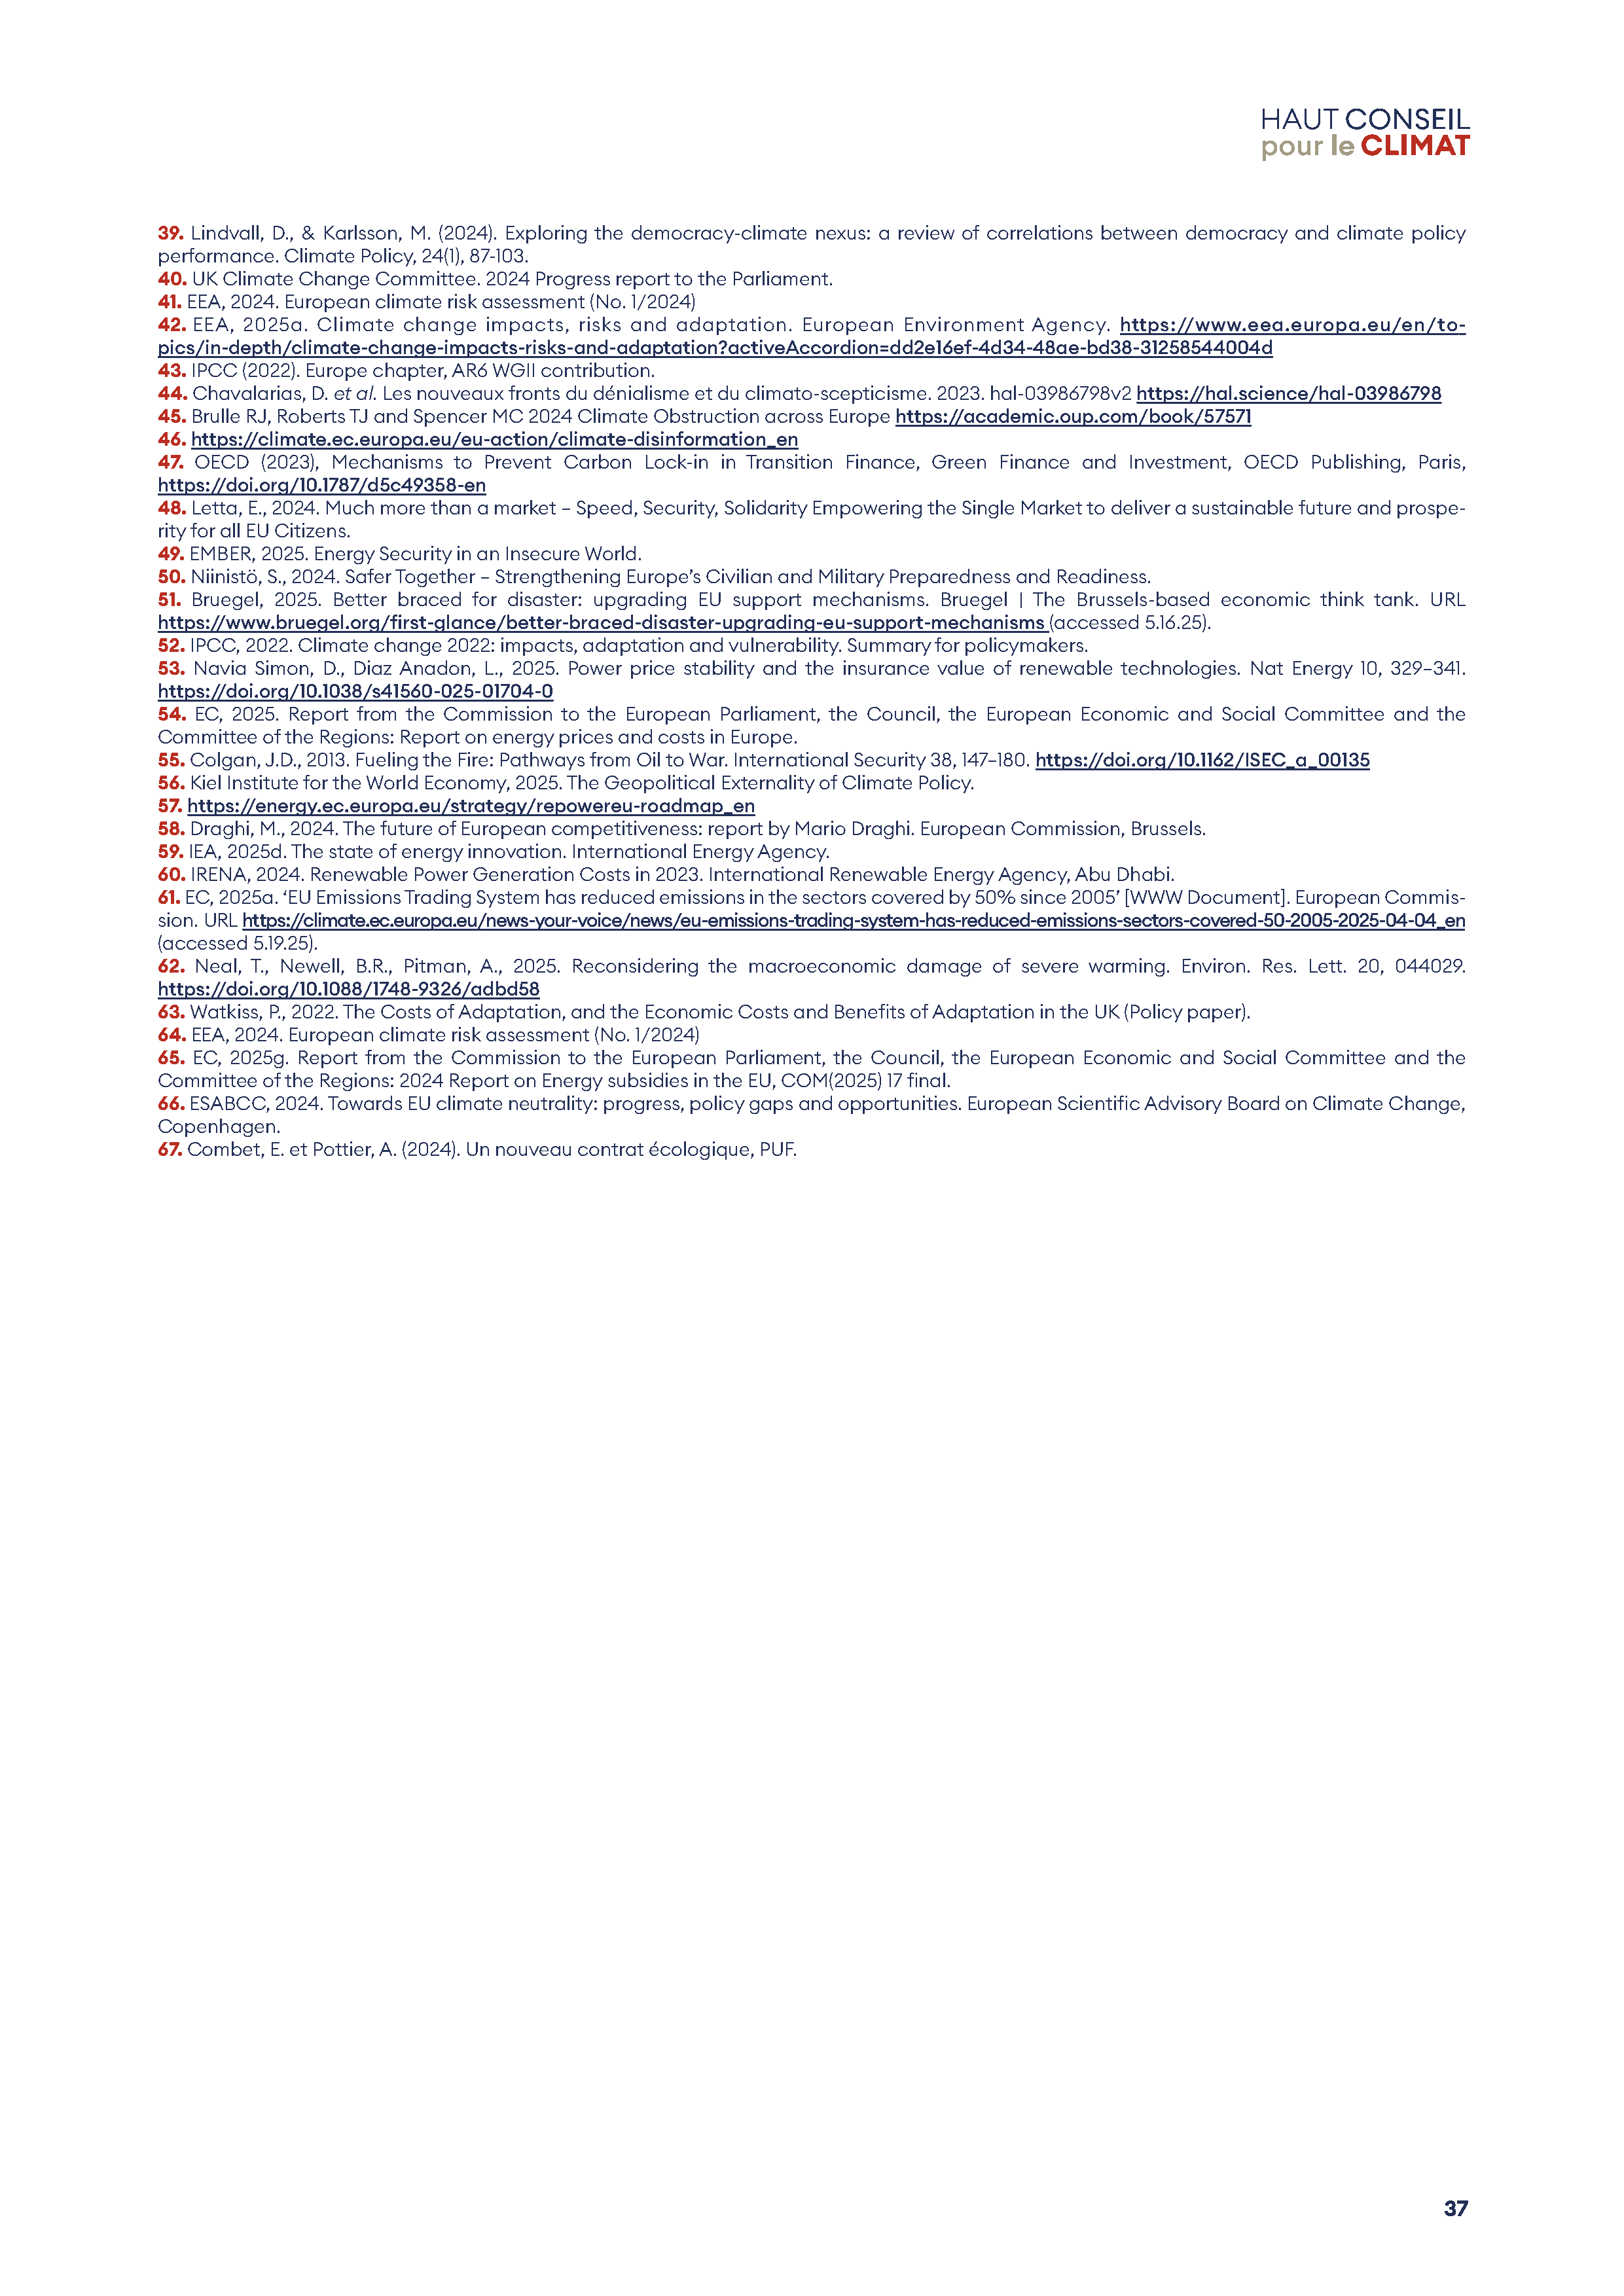 HAUT CONSEIL
pour le CLIMAT
39. Lindvall, D., & Karlsson, M. (2024). Exploring the democracy-climate nexus: a review of correlations between democracy and climate policy
performance. Climate Policy, 24(1), 87-103.
40. UK Climate Change Committee. 2024 Progress report to the Parliament.
41. EEA, 2024. European climate risk assessment (No. 1/2024)
42. EEA, 2025a. Climate change impacts, risks and adaptation. European Environment Agency. https://www.eea.europa.eu/en/to-
pics/in-depth/climate-change-impacts-risks-and-adaptation?activeAccordion=dd2e16ef-4d34-48ae-bd38-31258544004d
43. IPCC (2022). Europe chapter, AR6 WGII contribution.
44. Chavalarias, D. et al. Les nouveaux fronts du dénialisme et du climato-scepticisme. 2023. hal-03986798v2 https://hal.science/hal-03986798
45. Brulle RJ, Roberts TJ and Spencer MC 2024 Climate Obstruction across Europe https://academic.oup.com/book/57571
46. https://climate.ec.europa.eu/eu-action/climate-disinformation_en
47. OECD (2023), Mechanisms to Prevent Carbon Lock-in in Transition Finance, Green Finance and Investment, OECD Publishing, Paris,
https://doi.org/10.1787/d5c49358-en
48. Letta, E., 2024. Much more than a market – Speed, Security, Solidarity Empowering the Single Market to deliver a sustainable future and prospe-
rity for all EU Citizens.
49. EMBER, 2025. Energy Security in an Insecure World.
50. Niinistö, S., 2024. Safer Together – Strengthening Europe's Civilian and Military Preparedness and Readiness.
51. Bruegel, 2025. Better braced for disaster: upgrading EU support mechanisms. Bruegel | The Brussels-based economic think tank. URL
https://www.bruegel.org/first-glance/better-braced-disaster-upgrading-eu-support-mechanisms (accessed 5.16.25).
52. IPCC, 2022. Climate change 2022: impacts, adaptation and vulnerability. Summary for policymakers.
53. Navia Simon, D., Diaz Anadon, L., 2025. Power price stability and the insurance value of renewable technologies. Nat Energy 10, 329–341.
https://doi.org/10.1038/s41560-025-01704-0
54. EC, 2025. Report from the Commission to the European Parliament, the Council, the European Economic and Social Committee and the
Committee of the Regions: Report on energy prices and costs in Europe.
55. Colgan, J.D., 2013. Fueling the Fire: Pathways from Oil to War. International Security 38, 147–180. https://doi.org/10.1162/ISEC_a_00135
56. Kiel Institute for the World Economy, 2025. The Geopolitical Externality of Climate Policy.
57. https://energy.ec.europa.eu/strategy/repowereu-roadmap_en
58. Draghi, M., 2024. The future of European competitiveness: report by Mario Draghi. European Commission, Brussels.
59. IEA, 2025d. The state of energy innovation. International Energy Agency.
60. IRENA, 2024. Renewable Power Generation Costs in 2023. International Renewable Energy Agency, Abu Dhabi.
61. EC, 2025a. 'EU Emissions Trading System has reduced emissions in the sectors covered by 50% since 2005' [WWW Document]. European Commis-
sion. URL https://climate.ec.europa.eu/news-your-voice/news/eu-emissions-trading-system-has-reduced-emissions-sectors-covered-50-2005-2025-04-04_en
(accessed 5.19.25).
62. Neal, T., Newell, B.R., Pitman, A., 2025. Reconsidering the macroeconomic damage of severe warming. Environ. Res. Lett. 20, 044029.
https://doi.org/10.1088/1748-9326/adbd58
63. Watkiss, P., 2022. The Costs of Adaptation, and the Economic Costs and Benefits of Adaptation in the UK (Policy paper).
64. EEA, 2024. European climate risk assessment (No. 1/2024)
65. EC, 2025g. Report from the Commission to the European Parliament, the Council, the European Economic and Social Committee and the
Committee of the Regions: 2024 Report on Energy subsidies in the EU, COM(2025) 17 final.
66. ESABCC, 2024. Towards EU climate neutrality: progress, policy gaps and opportunities. European Scientific Advisory Board on Climate Change,
Copenhagen.
67. Combet, E. et Pottier, A. (2024). Un nouveau contrat écologique, PUF.
37